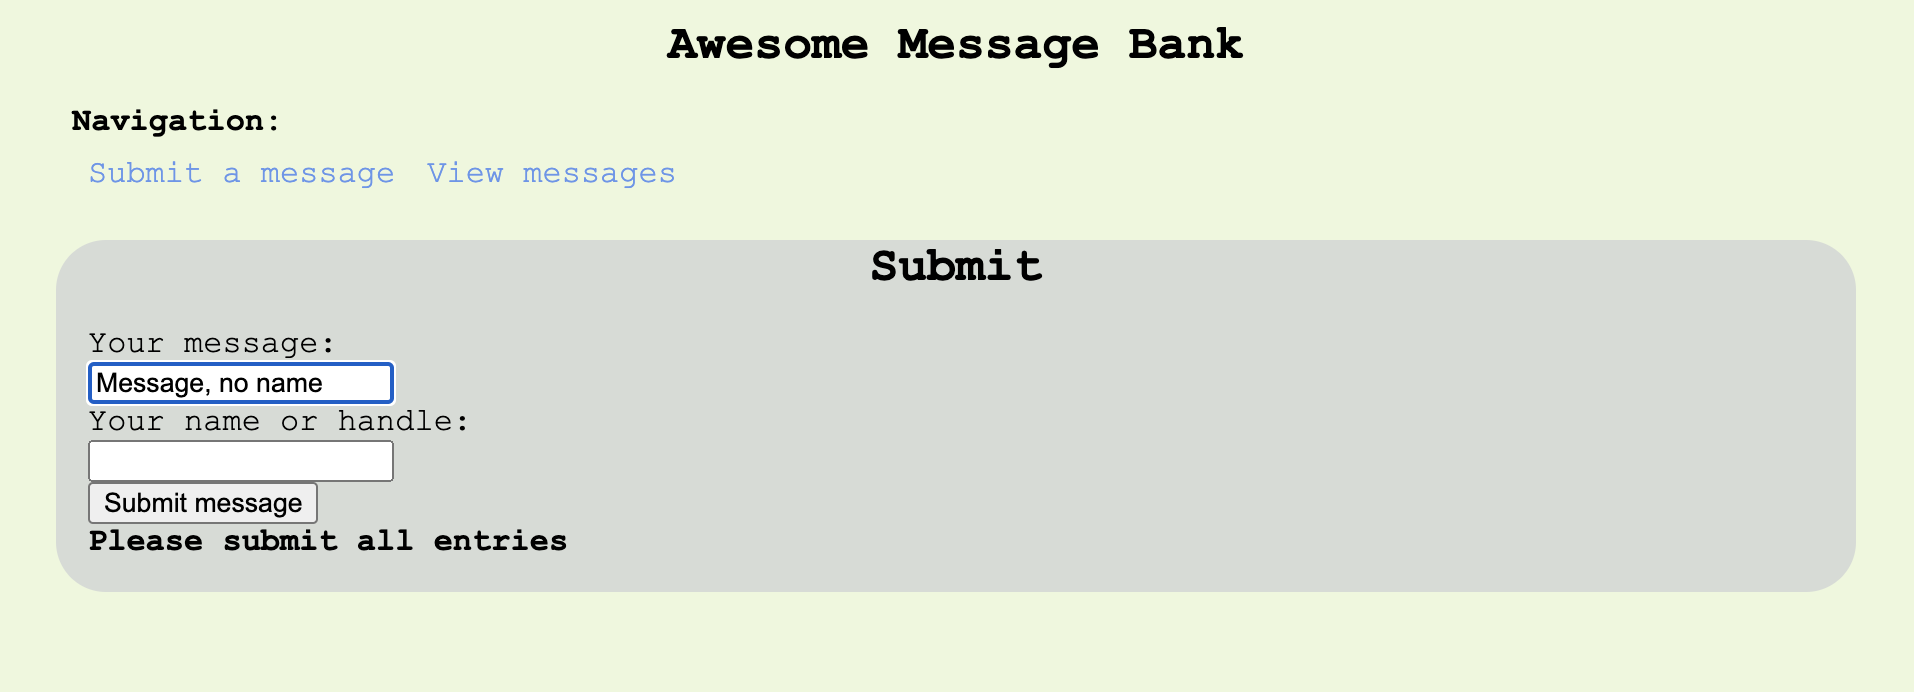 Awesome Message Bank
Navigation:
Submit a message View messages
Submit
Your message:
Message, no name
Your name or handle:
Submit message
Please submit all entries